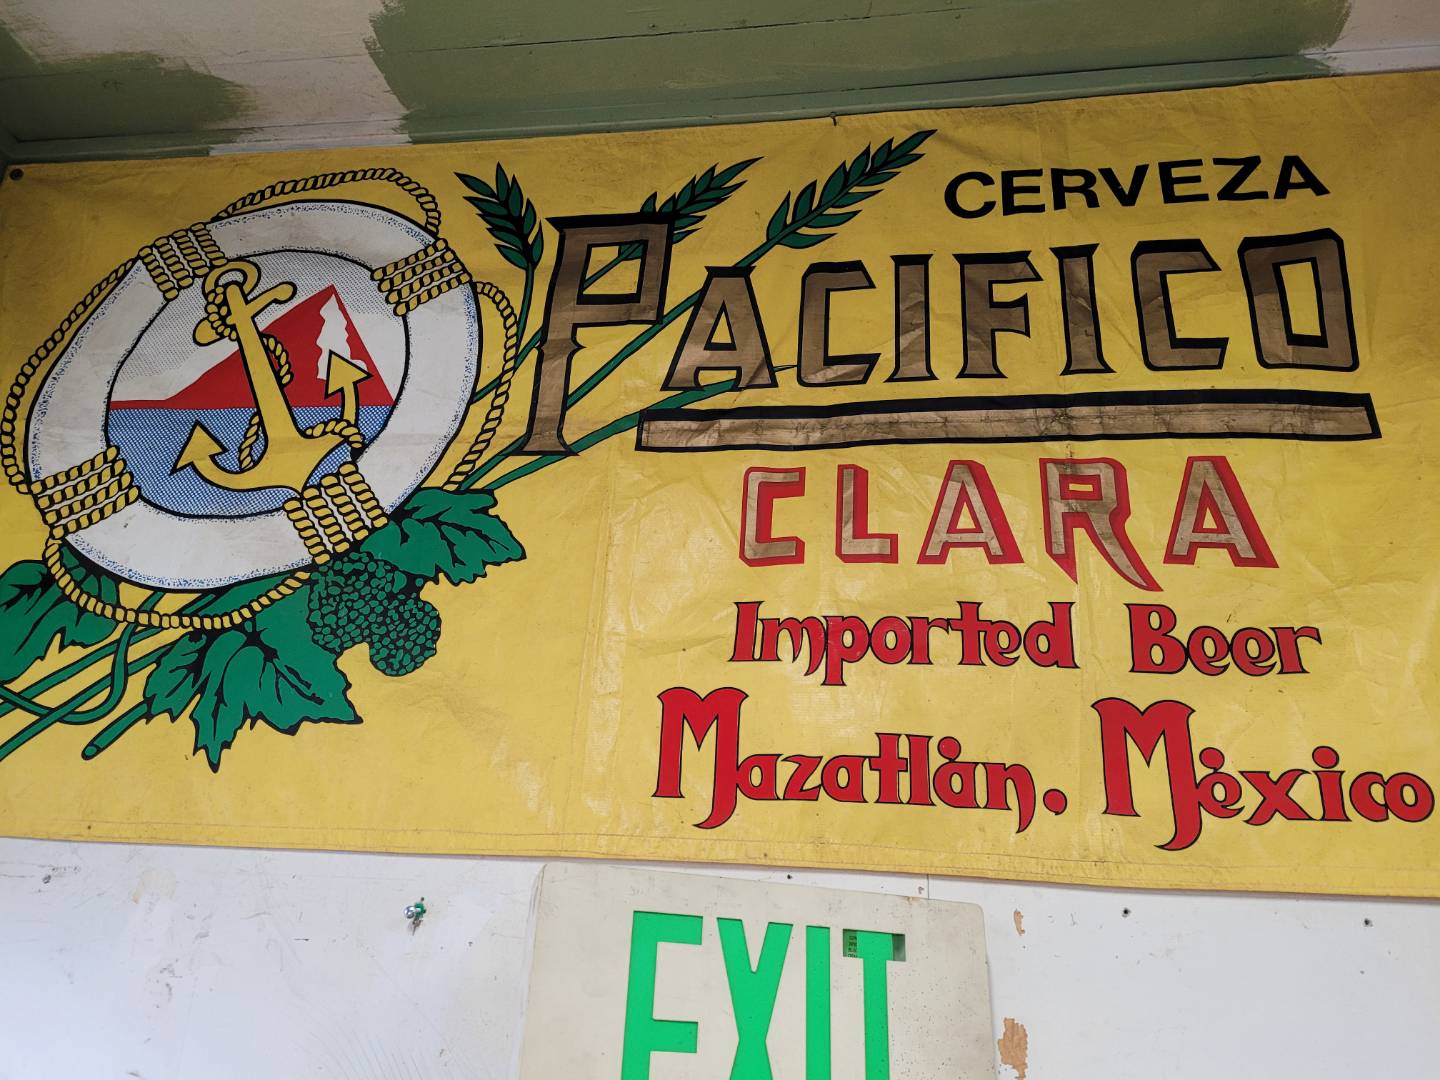 CERVEZA
PACIFICO
CLARA
Imported Beer
Mazatlán, México
EXIT